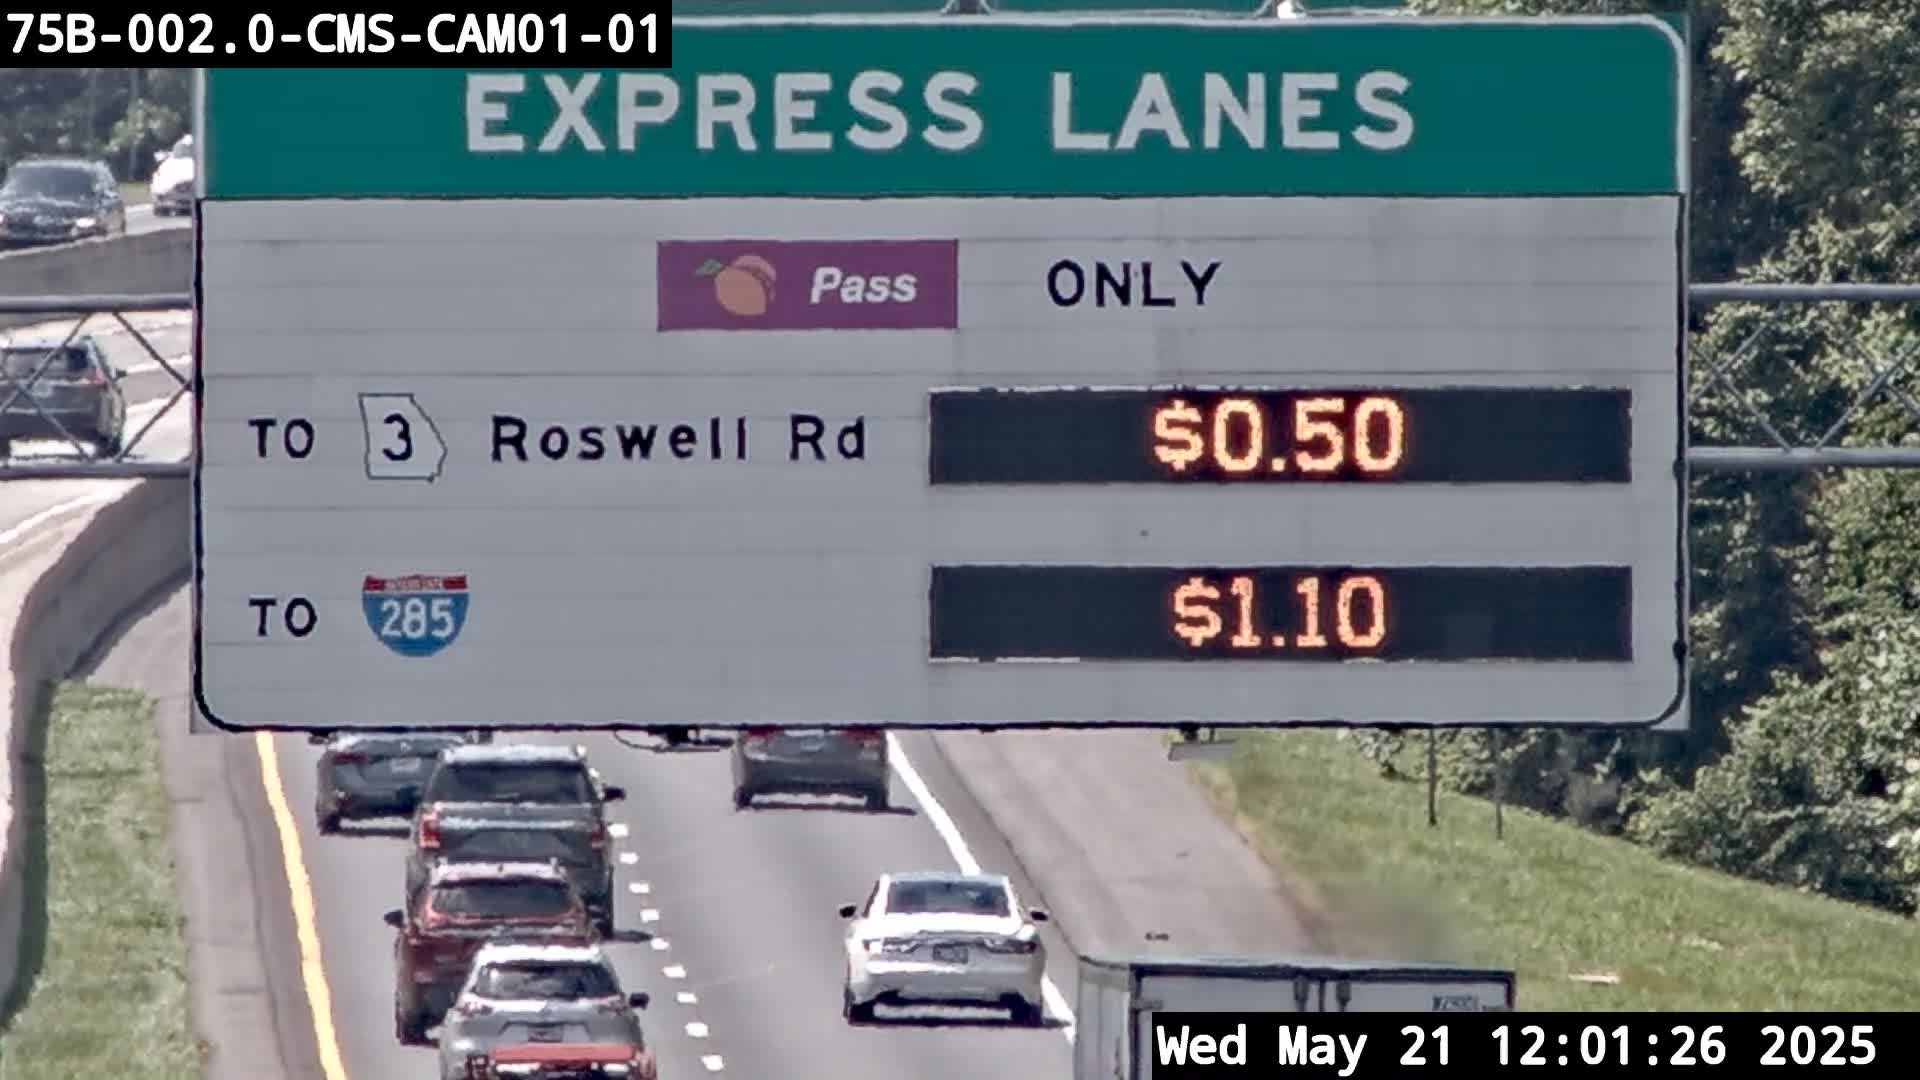 75B-002.0-CMS-CAM01-01
EXPRESS LANES
Pass ONLY
TO 3 Roswell Rd $0.50
TO 285 $1.10
Wed May 21 12:01:26 2025